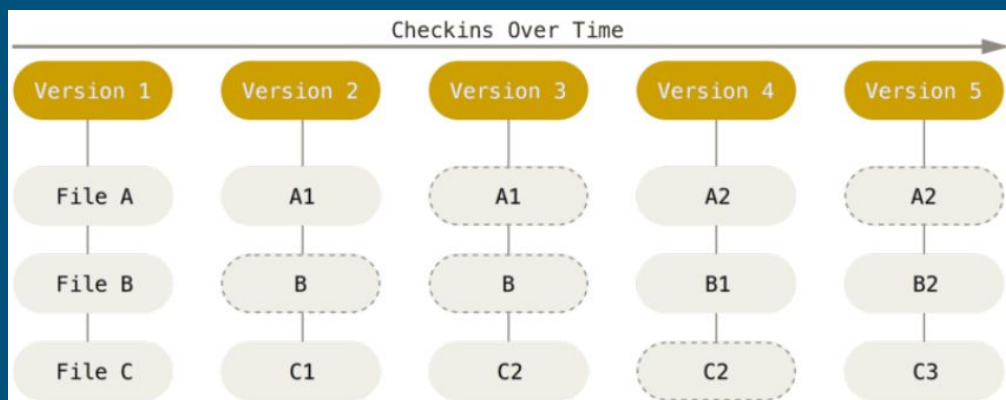 Checkins Over Time
Version 1 Version 2 Version 3 Version 4 Version 5
File A A1 A1 A2 A2
File B B B B1 B2
File C C1 C2 C2 C3